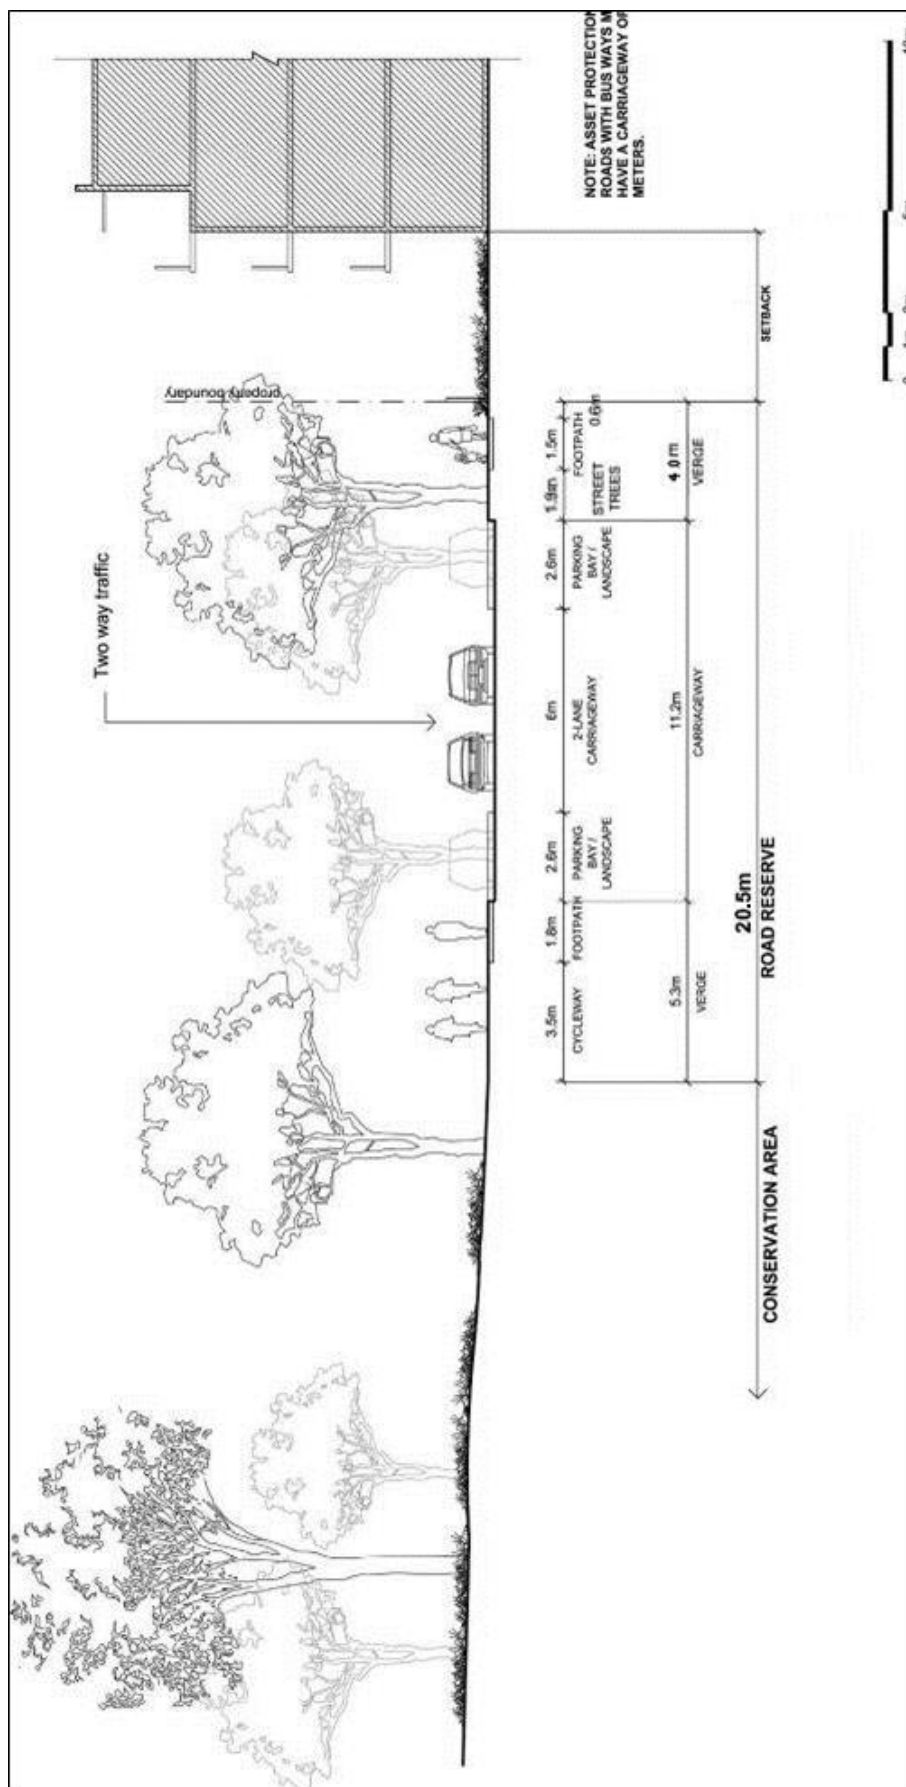 Two way traffic
property boundary
NOTE: ASSET PROTECTION
ROADS WITH BUS WAYS M
HAVE A CARRIAGEWAY OF
METERS.
3.5m
1.8m
2.6m
6m
2.6m
1.9m
1.5m
0.6m
CYCLEWAY
FOOTPATH
PARKING
BAY /
LANDSCAPE
2-LANE
CARRIAGEWAY
PARKING
BAY /
LANDSCAPE
STREET
TREES
FOOTPATH
5.3m
VERGE
11.2m
CARRIAGEWAY
4.0m
VERGE
20.5m
CONSERVATION AREA
ROAD RESERVE
SETBACK